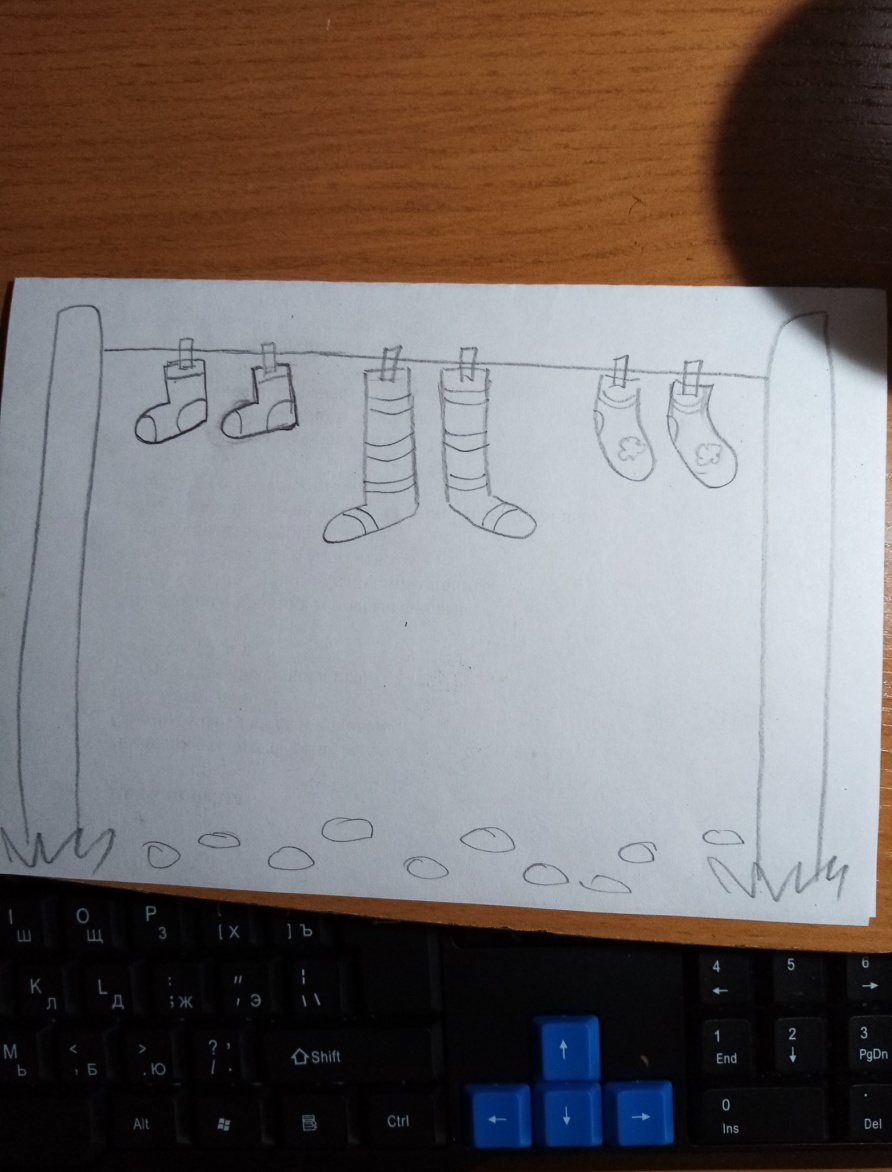 I Ш O Щ P З [ Х ] Ъ
K Л L Д : ; Ж " ' Э ¦ \ \
M Ь < , Б > . Ю ? , / . ⇧Shift
Alt Ctrl
↑
← ↓ →
4 ← 5 6 →
1 End 2 ↓ 3 PgDn
0 Ins . Del